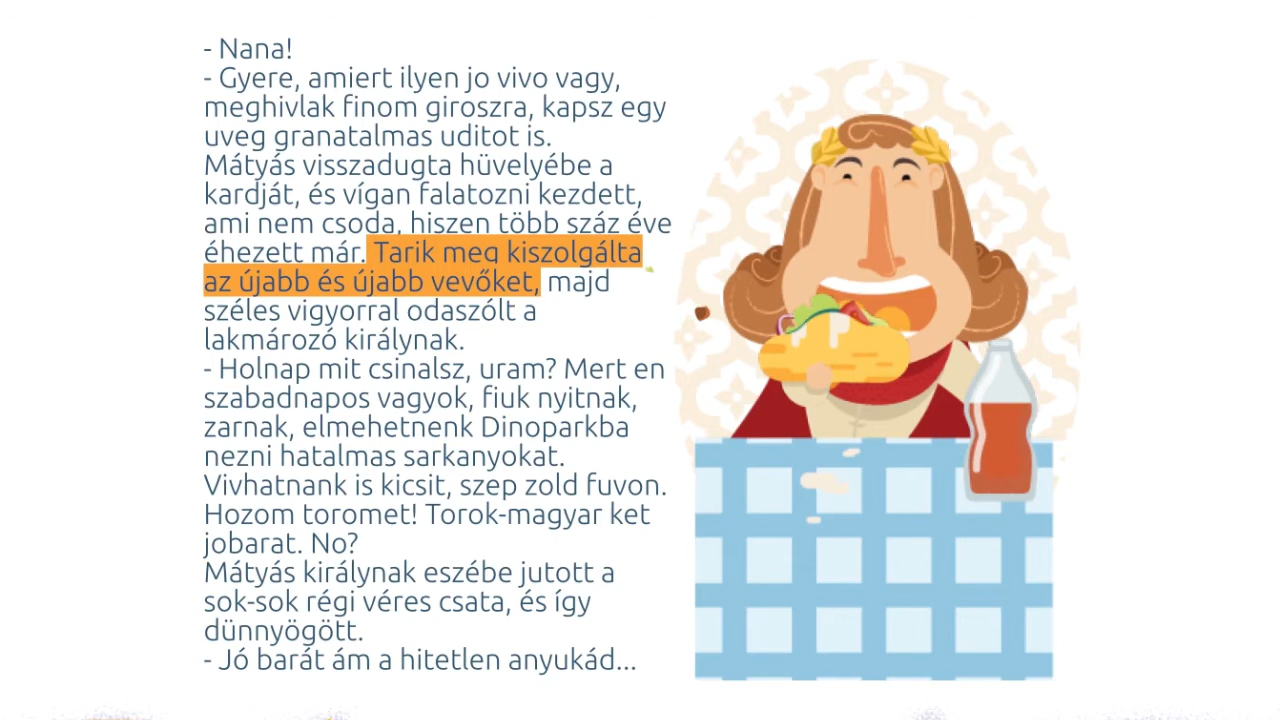 - Nana!
- Gyere, amiert ilyen jo vivo vagy,
meghivlak finom giroszra, kapsz egy
uveg granatalmas uditot is.
Mátyás visszadugta hüvelyébe a
kardját, és vígan falatozni kezdett,
ami nem csoda, hiszen több száz éve
éhezett már. Tarik meg kiszolgálta
az újabb és újabb vevőket, majd
széles vigyorral odaszólt a
lakmározó királynak.
- Holnap mit csinalsz, uram? Mert en
szabadnapos vagyok, fiuk nyitnak,
zarnak, elmehetnenk Dinoparkba
nezni hatalmas sarkanyokat.
Vivhatnank is kicsit, szep zold fuvon.
Hozom toromet! Torok-magyar ket
jobarat. No?
Mátyás királynak eszébe jutott a
sok-sok régi véres csata, és így
dünnyögött.
- Jó barát ám a hitetlen anyukád...